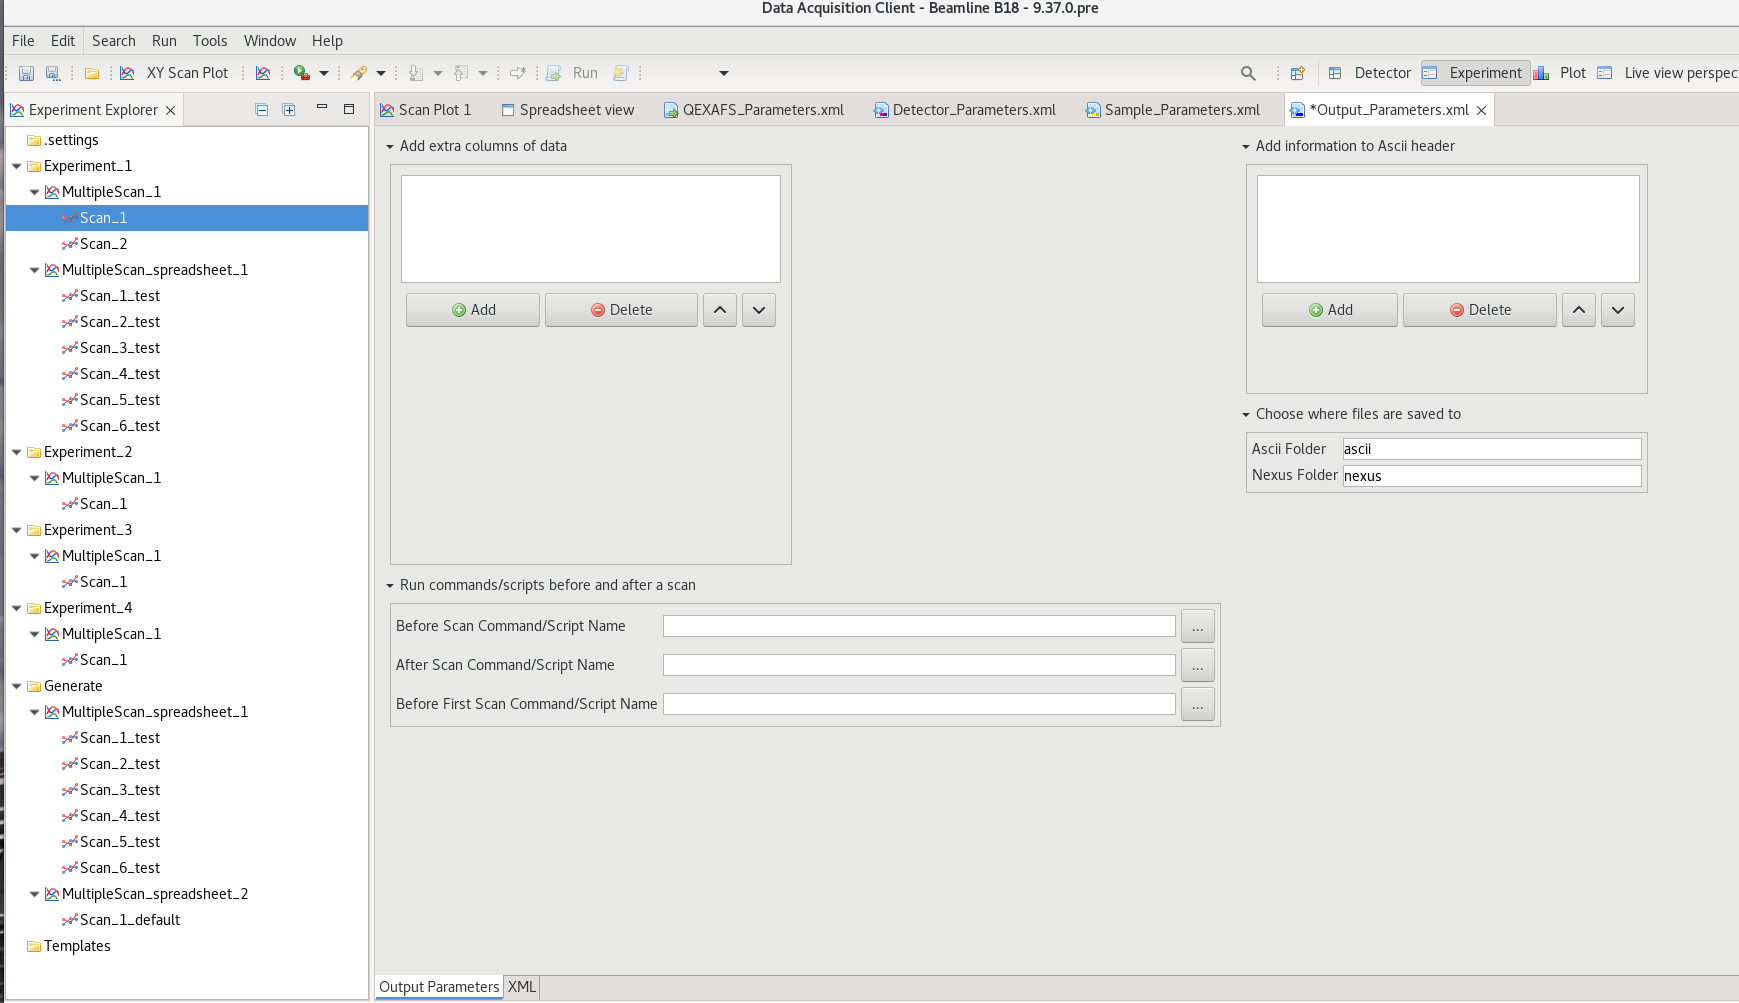 Data Acquisition Client - Beamline B18 - 9.37.0.pre
File Edit Search Run Tools Window Help
XY Scan Plot Run Detector Experiment Plot Live view perspec
Experiment Explorer
.settings
Experiment_1
MultipleScan_1
Scan_1
Scan_2
MultipleScan_spreadsheet_1
Scan_1_test
Scan_2_test
Scan_3_test
Scan_4_test
Scan_5_test
Scan_6_test
Experiment_2
MultipleScan_1
Scan_1
Experiment_3
MultipleScan_1
Scan_1
Experiment_4
MultipleScan_1
Scan_1
Generate
MultipleScan_spreadsheet_1
Scan_1_test
Scan_2_test
Scan_3_test
Scan_4_test
Scan_5_test
Scan_6_test
MultipleScan_spreadsheet_2
Scan_1_default
Templates
Scan Plot 1 Spreadsheet view QEXAFS_Parameters.xml Detector_Parameters.xml Sample_Parameters.xml *Output_Parameters.xml
Add extra columns of data
Add Delete
Add information to Ascii header
Add Delete
Choose where files are saved to
Ascii Folder ascii
Nexus Folder nexus
Run commands/scripts before and after a scan
Before Scan Command/Script Name ...
After Scan Command/Script Name ...
Before First Scan Command/Script Name ...
Output Parameters XML